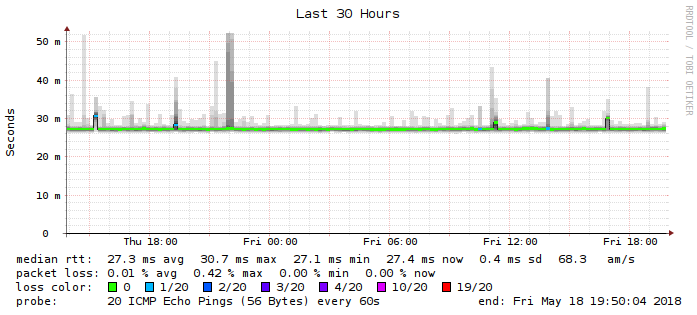 Last 30 Hours
RRDTOOL / TOBI OETIKER
Seconds
50 m
40 m
30 m
20 m
10 m
0
Thu 18:00 Fri 00:00 Fri 06:00 Fri 12:00 Fri 18:00
median rtt: 27.3 ms avg 30.7 ms max 27.1 ms min 27.4 ms now 0.4 ms sd 68.3 am/s
packet loss: 0.01 % avg 0.42 % max 0.00 % min 0.00 % now
loss color: 0 1/20 2/20 3/20 4/20 10/20 19/20
probe: 20 ICMP Echo Pings (56 Bytes) every 60s end: Fri May 18 19:50:04 2018